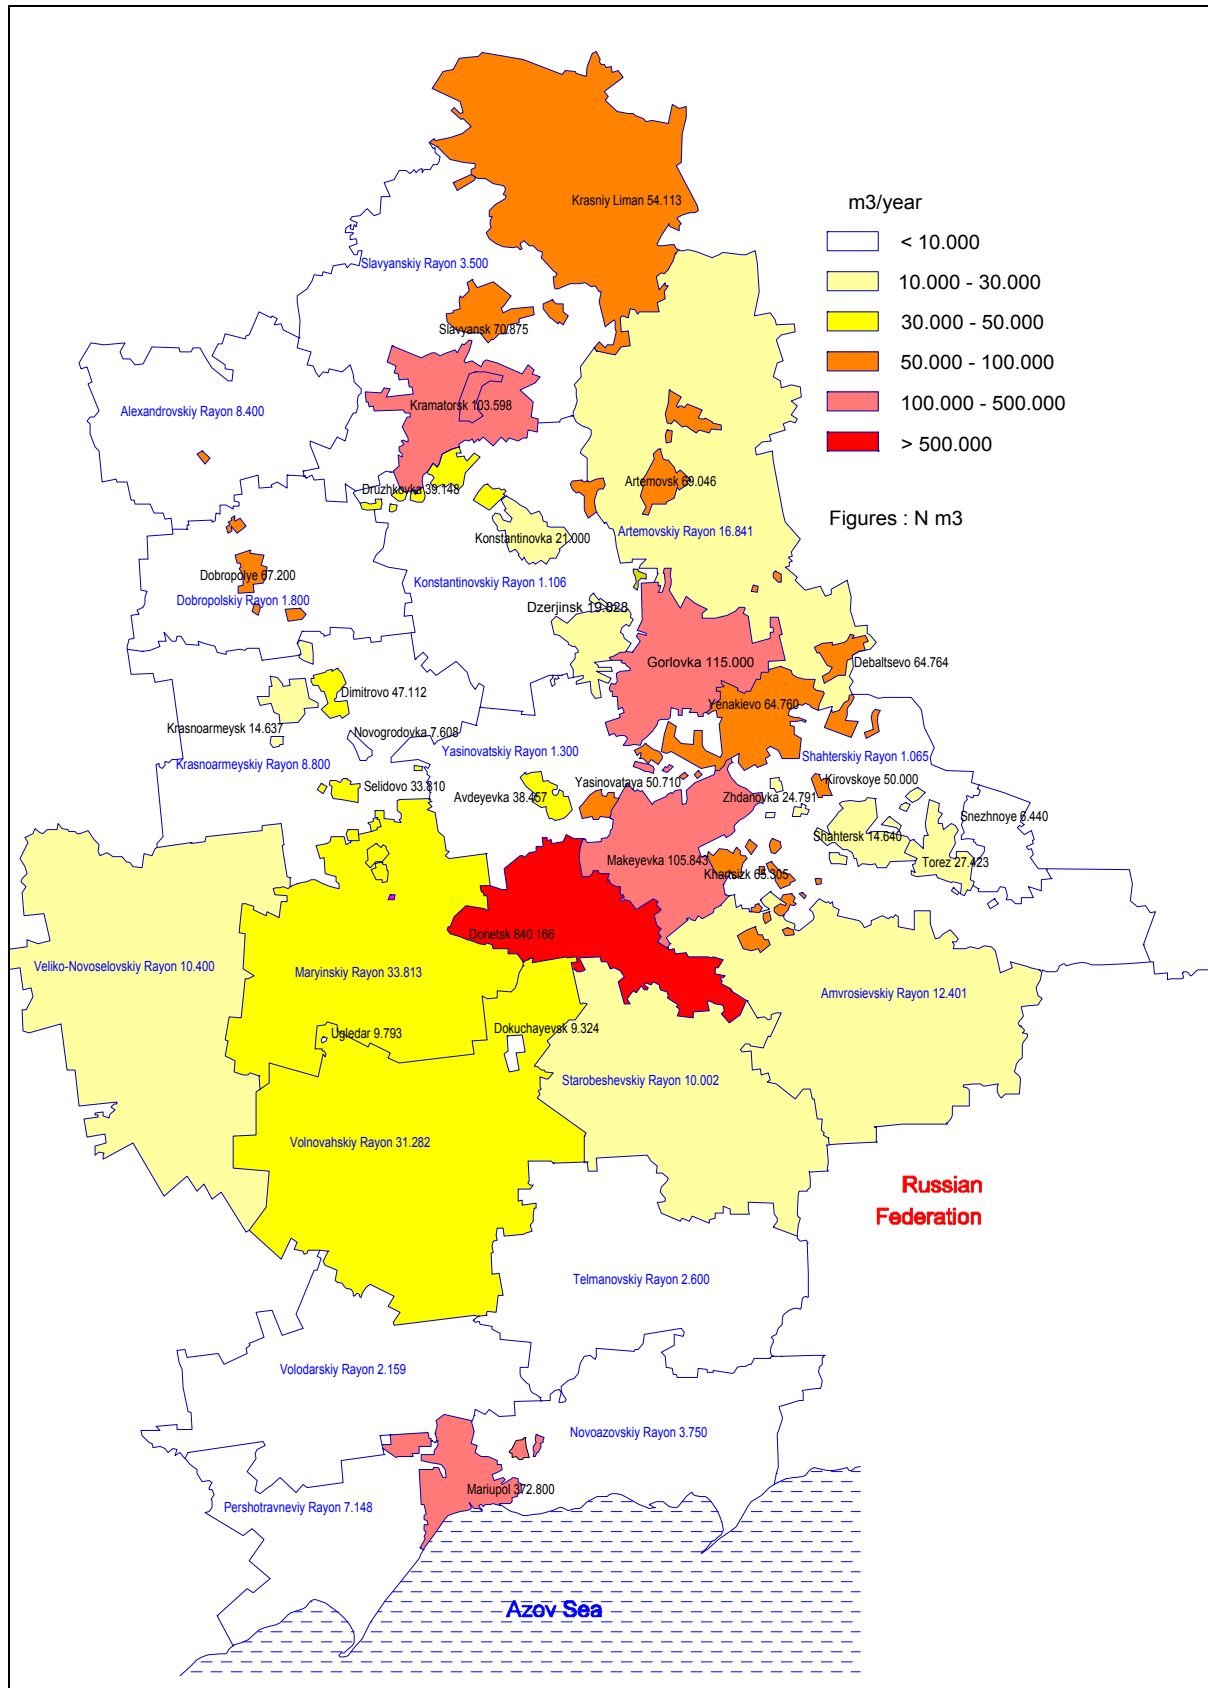 Krasniy Liman 54.113
m3/year
< 10.000
Slavyanskiy Rayon 3.500
10.000 - 30.000
30.000 - 50.000
Slavyansk 70.875
50.000 - 100.000
100.000 - 500.000
Kramatorsk 103.598
Alexandrovskiy Rayon 8.400
> 500.000
Artemovsk 69.046
Druzhkovka 39.148
Figures : N m3
Artemovskiy Rayon 16.841
Konstantinovka 21.000
Dobropolye 67.200
Konstantinovskiy Rayon 1.106
Dobropolskiy Rayon 1.800
Dzerjinsk 19.828
Gorlovka 115.000
Debaltsevo 64.764
Dimitrovo 47.112
Yenakievo 64.760
Krasnoarmeysk 14.637
Novogrodovka 7.608
Yasinovatskiy Rayon 1.300
Shahterskiy Rayon 1.065
Krasnoarmeyskiy Rayon 8.800
Kirovskoye 50.000
Selidovo 33.810
Yasinovataya 50.710
Avdeyevka 38.457
Zhdanovka 24.791
Snezhnoye 6.440
Shahtersk 14.640
Makeyevka 105.843
Torez 27.423
Khartsizk 65.305
Donetsk 840.166
Veliko-Novoselovskiy Rayon 10.400
Maryinskiy Rayon 33.813
Amvrosievskiy Rayon 12.401
Ugledar 9.793
Dokuchayevsk 9.324
Starobeshevskiy Rayon 10.002
Volnovahskiy Rayon 31.282
Russian
Federation
Telmanovskiy Rayon 2.600
Volodarskiy Rayon 2.159
Novoazovskiy Rayon 3.750
Mariupol 372.800
Pershotravneviy Rayon 7.148
Azov Sea